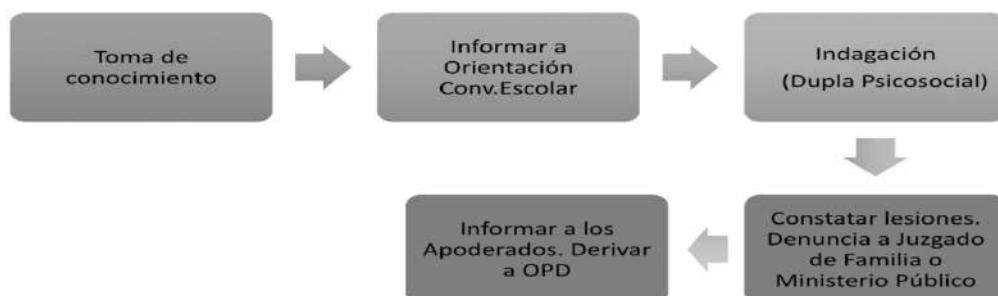 Toma de
conocimiento
Informar a
Orientación
Conv.Escolar
Indagación
(Dupla Psicosocial)
Constatar lesiones.
Denuncia a Juzgado
de Familia o
Ministerio Público
Informar a los
Apoderados. Derivar
a OPD